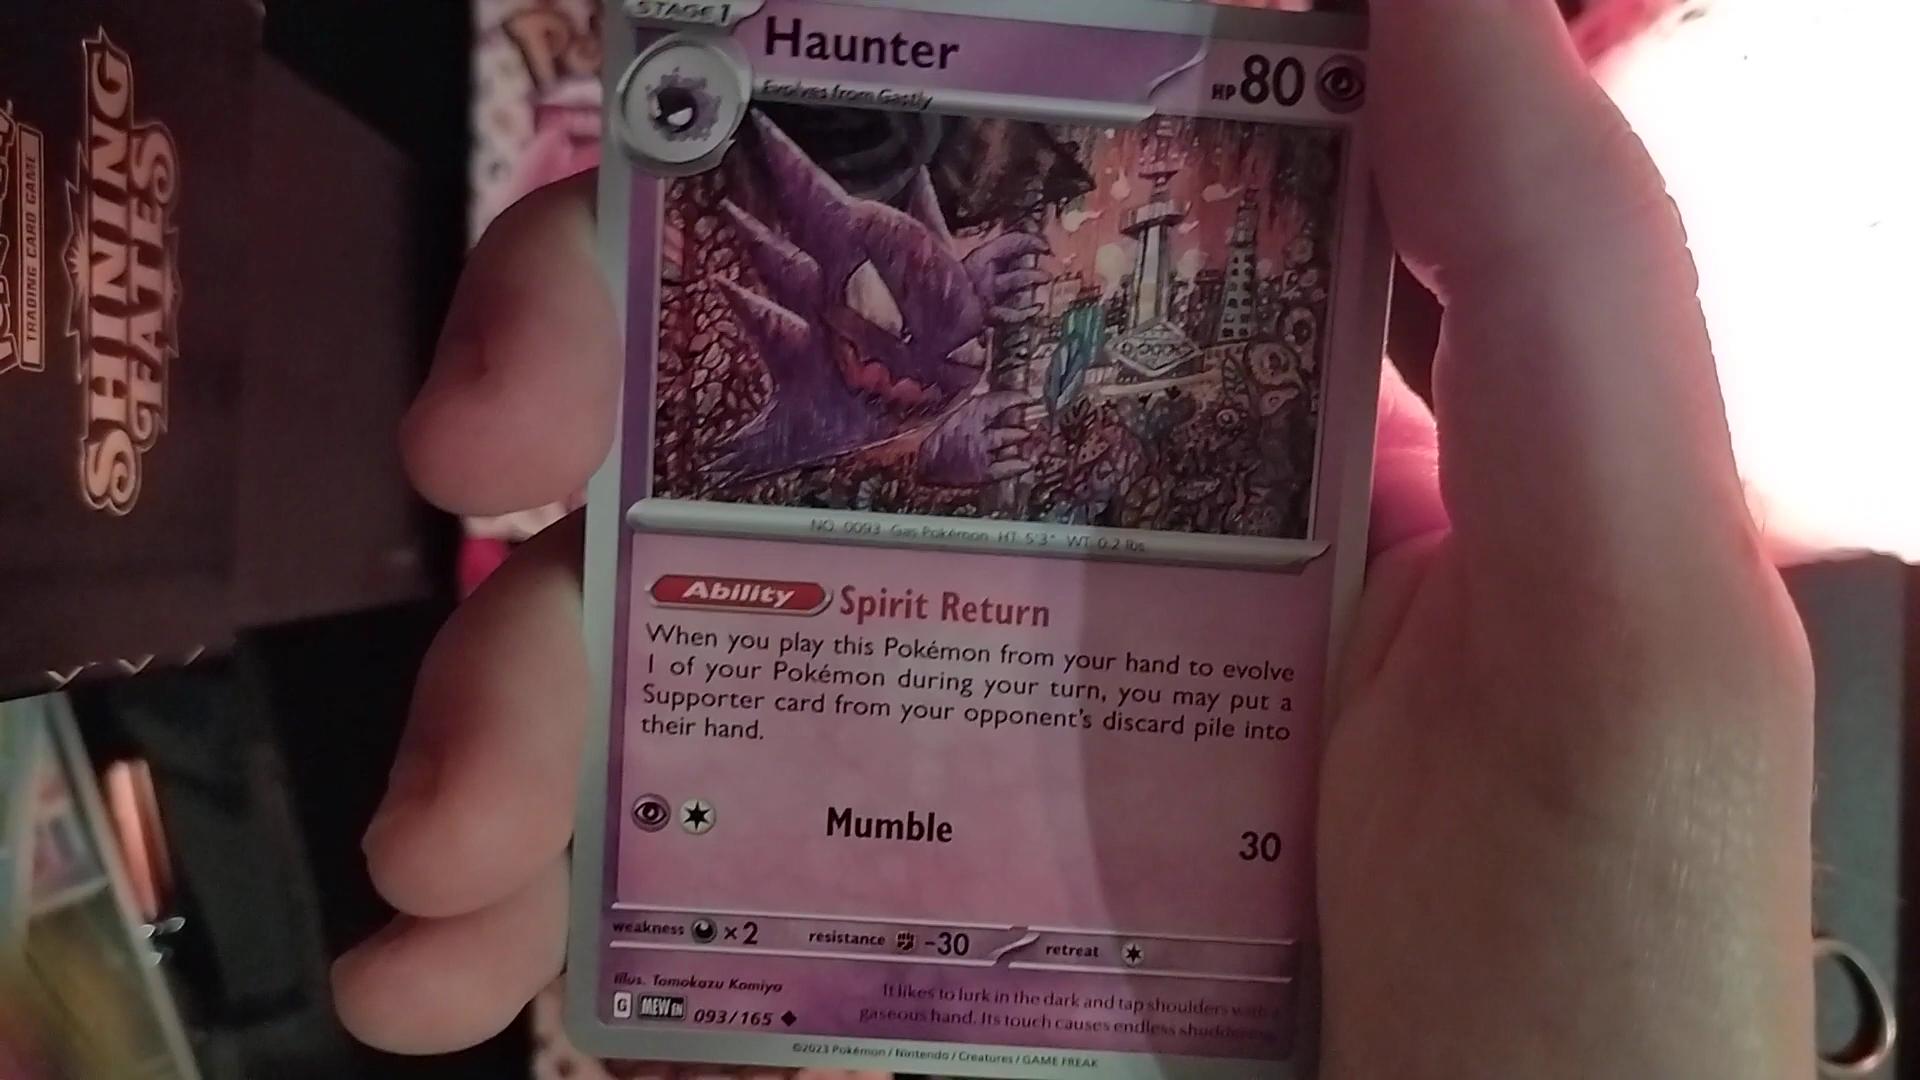 SHINING
FATES
TRADING CARD GAME
STAGE 1
Haunter
HP 80
Evolves from Gastly
NO. 0093 Gas Pokémon HT: 5'3" WT: 0.2 lbs.
Ability Spirit Return
When you play this Pokémon from your hand to evolve
1 of your Pokémon during your turn, you may put a
Supporter card from your opponent's discard pile into
their hand.
Mumble 30
weakness ×2 resistance -30 retreat
Illus. Tomokazu Komiya
It likes to lurk in the dark and tap shoulders with a
gaseous hand. Its touch causes endless shuddering.
G MEW EN 093/165
©2023 Pokémon / Nintendo / Creatures / GAME FREAK